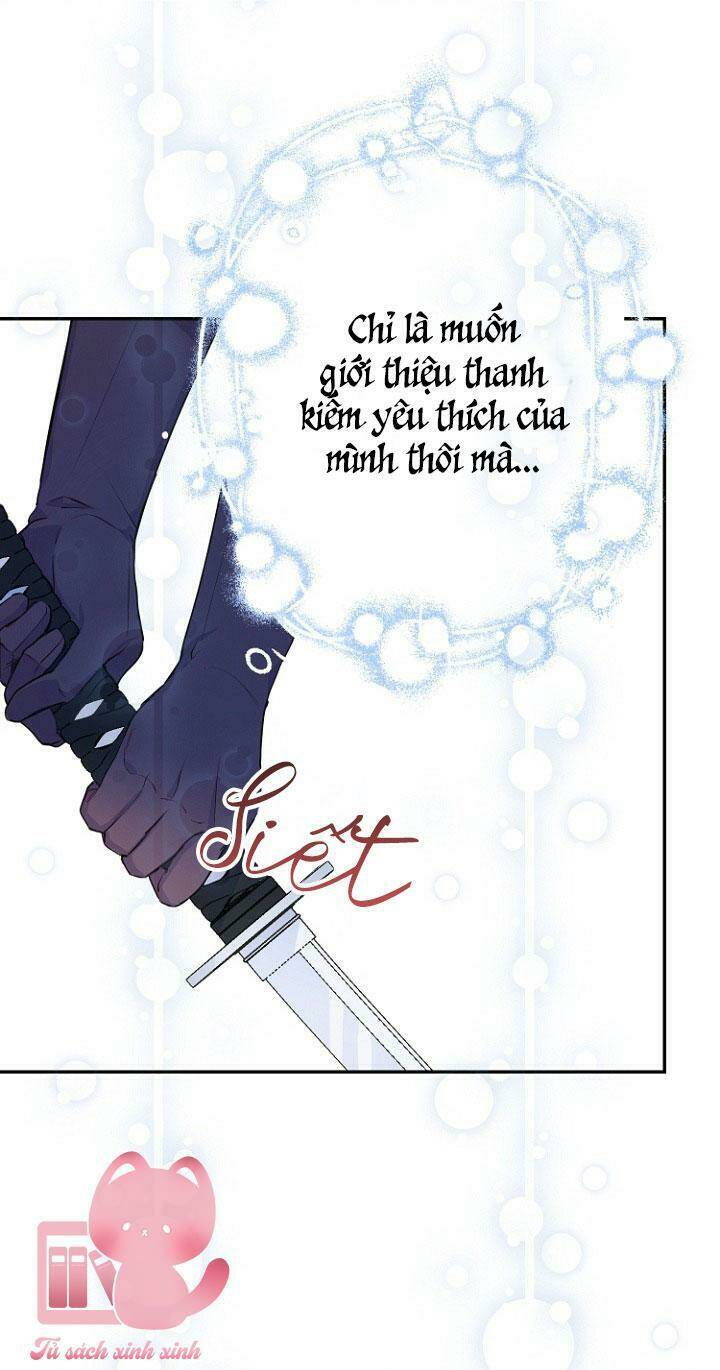 Chỉ là muốn
giới thiệu thanh
kiếm yêu thích của
mình thôi mà...
Siết
Tủ sách xinh xinh